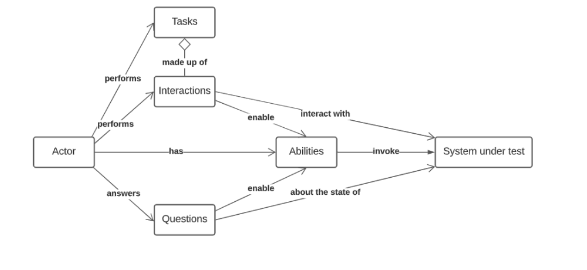 Tasks
made up of
performs
Interactions
interact with
performs
enable
Actor
has
Abilities
invoke
System under test
answers
enable
about the state of
Questions